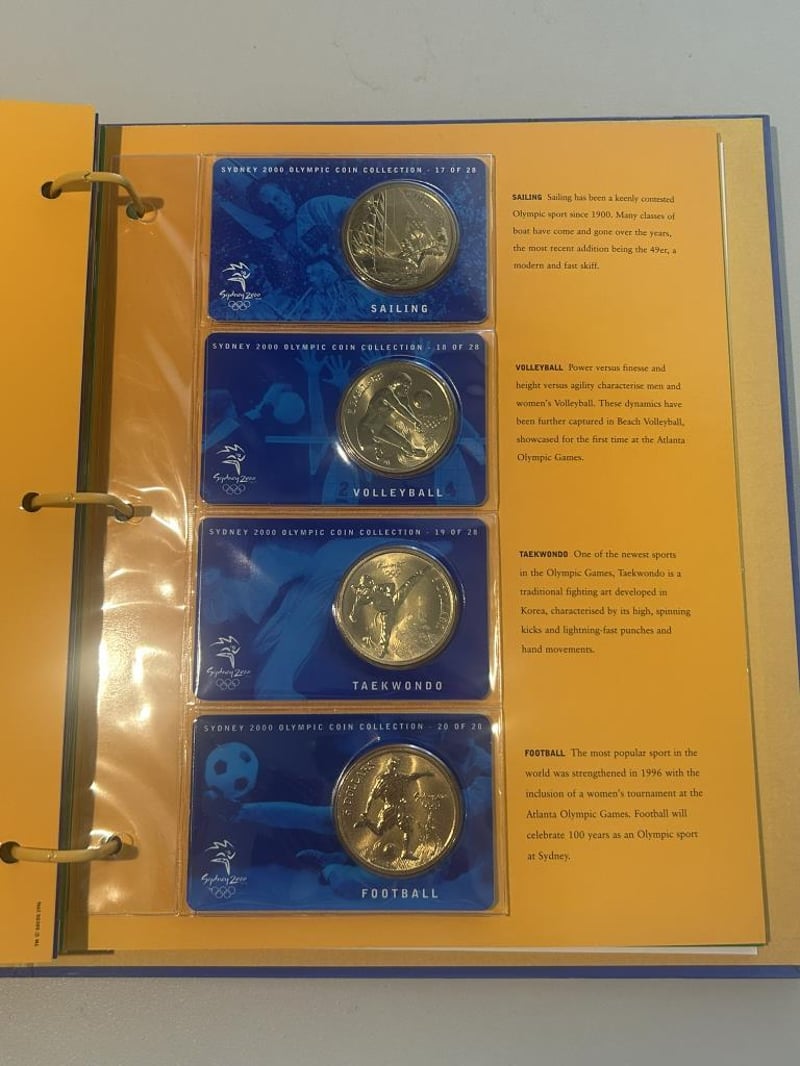 SYDNEY 2000 OLYMPIC COIN COLLECTION - 17 OF 28
Sydney 2000
SAILING
SAILING Sailing has been a keenly contested
Olympic sport since 1900. Many classes of
boat have come and gone over the years,
the most recent addition being the 49er, a
modern and fast skiff.
SYDNEY 2000 OLYMPIC COIN COLLECTION - 18 OF 28
Sydney 2000
VOLLEYBALL
VOLLEYBALL Power versus finesse and
height versus agility characterise men and
women's Volleyball. These dynamics have
been further captured in Beach Volleyball,
showcased for the first time at the Atlanta
Olympic Games.
SYDNEY 2000 OLYMPIC COIN COLLECTION - 19 OF 28
Sydney 2000
TAEKWONDO
TAEKWONDO One of the newest sports
in the Olympic Games, Taekwondo is a
traditional fighting art developed in
Korea, characterised by its high, spinning
kicks and lightning-fast punches and
hand movements.
SYDNEY 2000 OLYMPIC COIN COLLECTION - 20 OF 28
5 DOLLARS
Sydney 2000
FOOTBALL
FOOTBALL The most popular sport in the
world was strengthened in 1996 with the
inclusion of a women's tournament at the
Atlanta Olympic Games. Football will
celebrate 100 years as an Olympic sport
at Sydney.